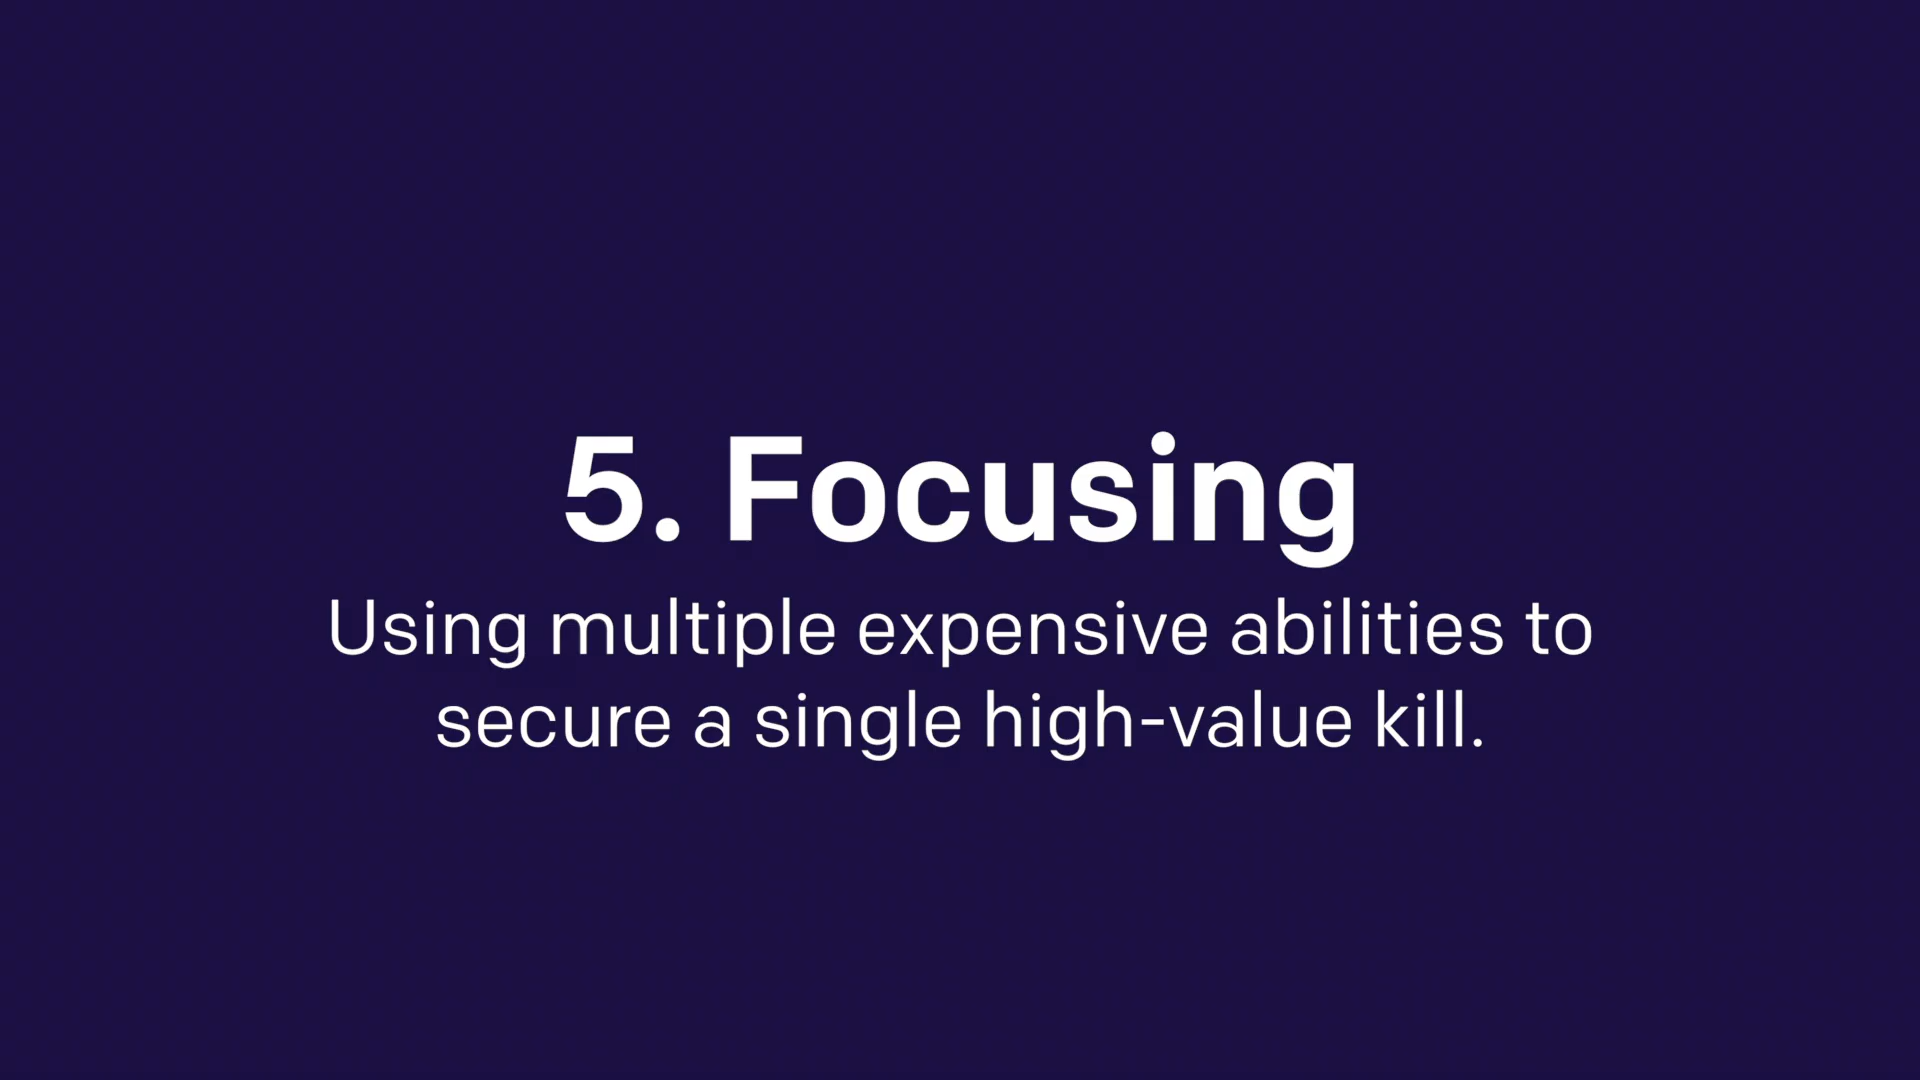 5. Focusing
Using multiple expensive abilities to
secure a single high-value kill.